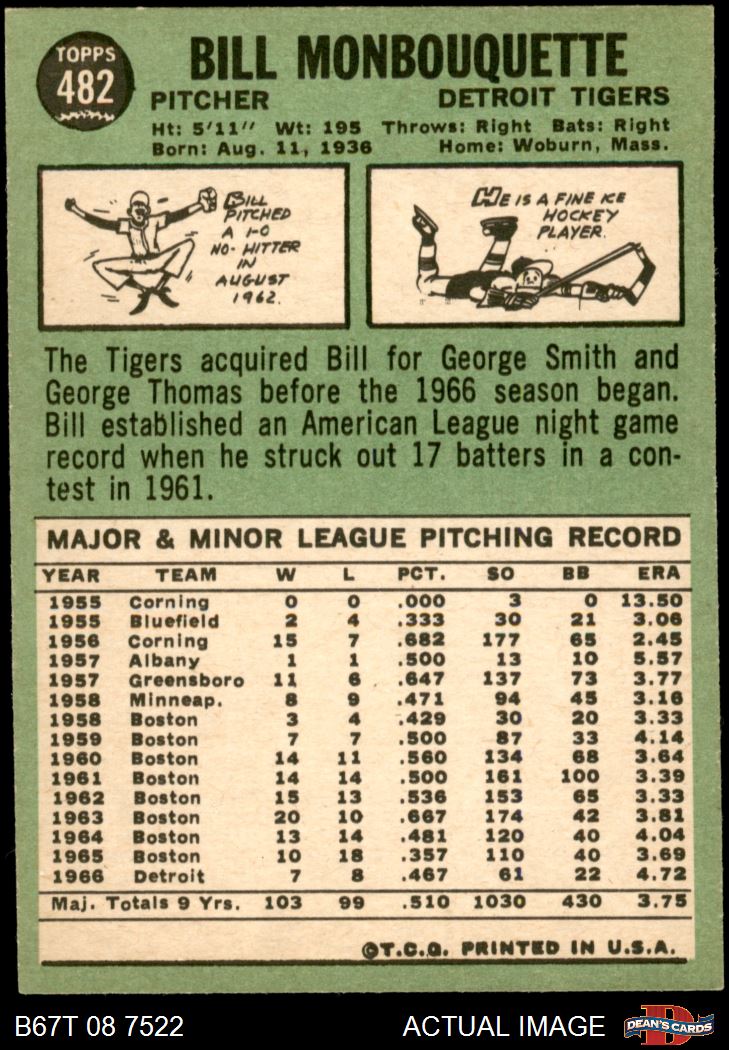 TOPPS
482
BILL MONBOUQUETTE
PITCHER DETROIT TIGERS
Ht: 5'11" Wt: 195 Throws: Right Bats: Right
Born: Aug. 11, 1936 Home: Woburn, Mass.
BILL
PITCHED
A 1-0
NO-HITTER
IN
AUGUST
1962.
HE IS A FINE ICE
HOCKEY
PLAYER.
The Tigers acquired Bill for George Smith and
George Thomas before the 1966 season began.
Bill established an American League night game
record when he struck out 17 batters in a con-
test in 1961.
MAJOR & MINOR LEAGUE PITCHING RECORD
YEAR TEAM W L PCT. SO BB ERA
1955 Corning 0 0 .000 3 0 13.50
1955 Bluefield 2 4 .333 30 21 3.06
1956 Corning 15 7 .682 177 65 2.45
1957 Albany 1 1 .500 13 10 5.57
1957 Greensboro 11 6 .647 137 73 3.77
1958 Minneap. 8 9 .471 94 45 3.16
1958 Boston 3 4 .429 30 20 3.33
1959 Boston 7 7 .500 87 33 4.14
1960 Boston 14 11 .560 134 68 3.64
1961 Boston 14 14 .500 161 100 3.39
1962 Boston 15 13 .536 153 65 3.33
1963 Boston 20 10 .667 174 42 3.81
1964 Boston 13 14 .481 120 40 4.04
1965 Boston 10 18 .357 110 40 3.69
1966 Detroit 7 8 .467 61 22 4.72
Maj. Totals 9 Yrs. 103 99 .510 1030 430 3.75
©T.C.G. PRINTED IN U.S.A.
B67T 08 7522 ACTUAL IMAGE
D
DEAN'S CARDS